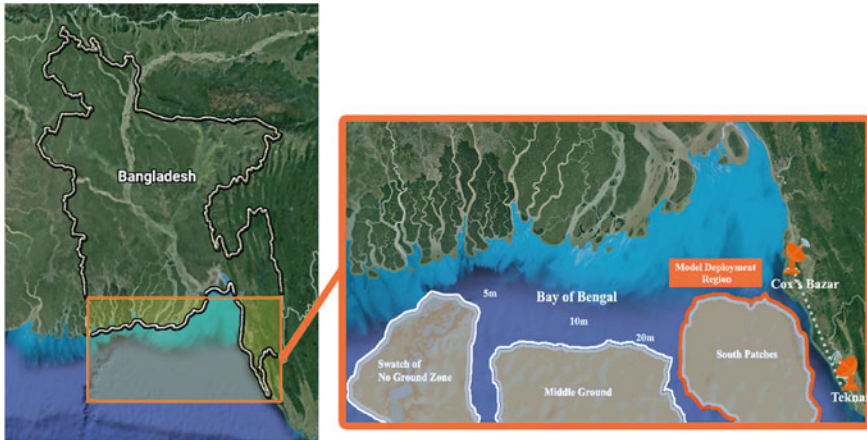 Bangladesh
Model Deployment
Region
Cox's Bazar
5m
Bay of Bengal
10m
20m
Swatch of
No Ground Zone
Middle Ground
South Patches
Teknaf